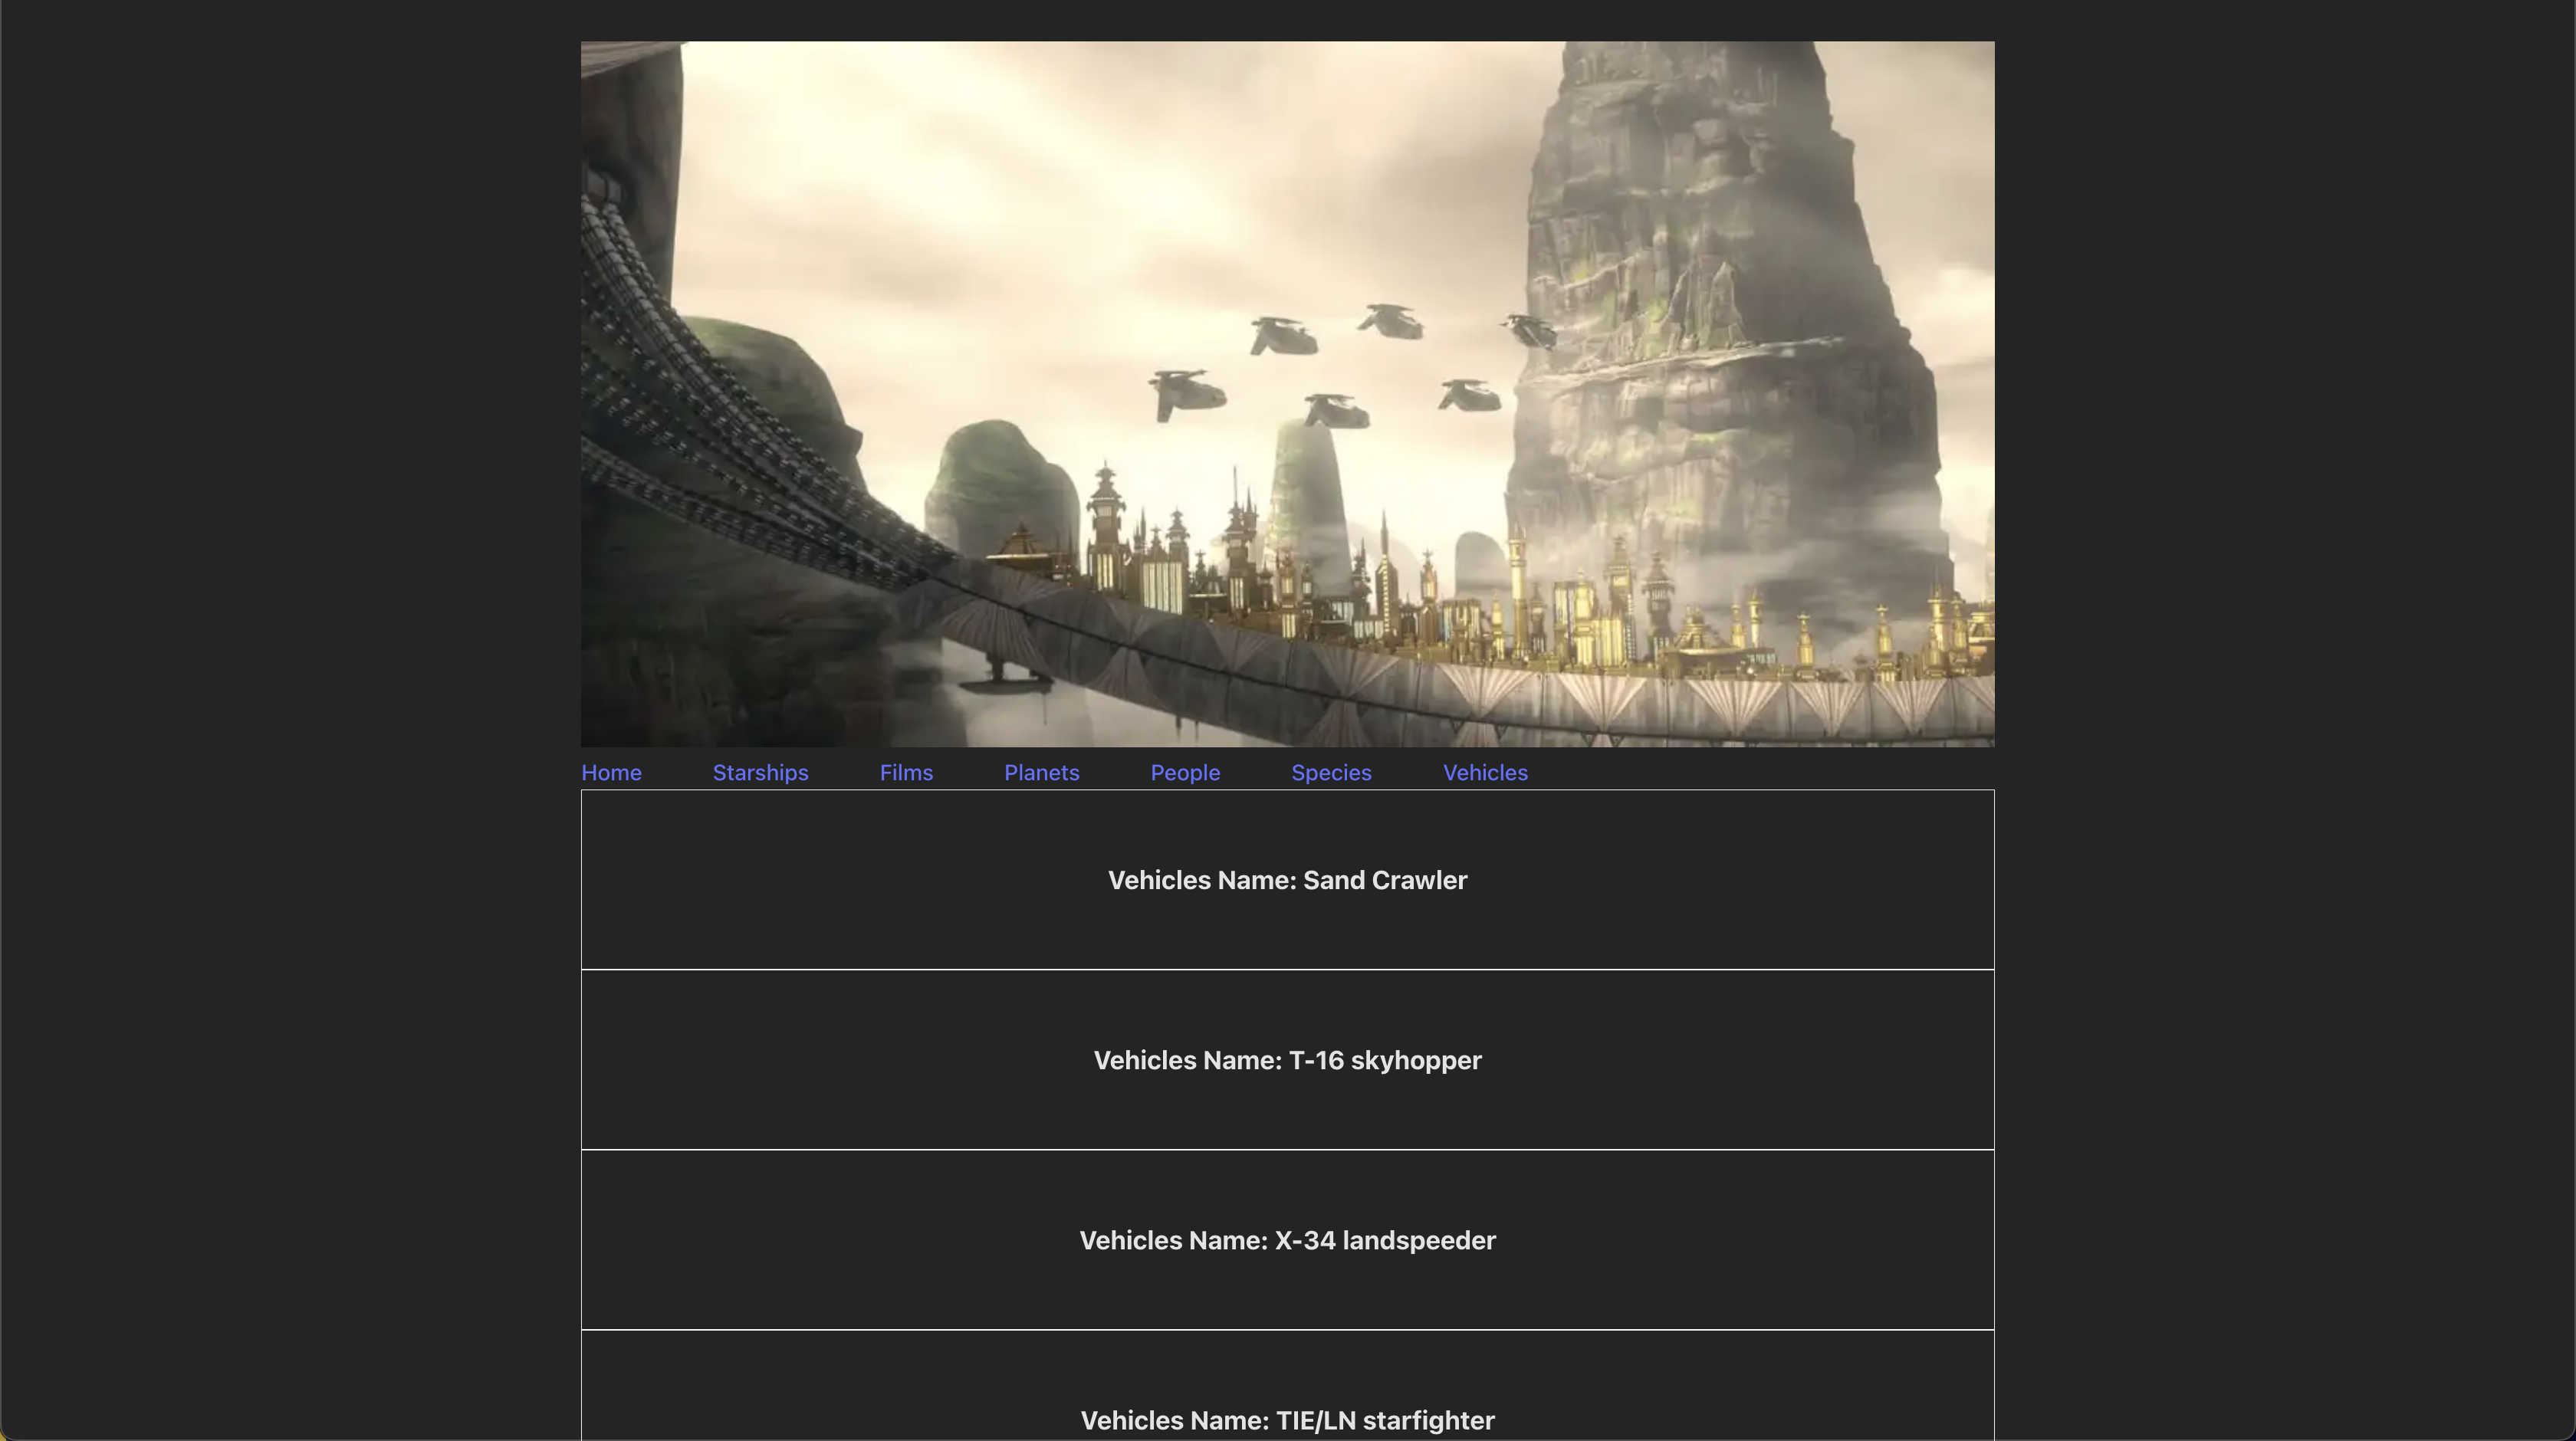 Home Starships Films Planets People Species Vehicles
Vehicles Name: Sand Crawler
Vehicles Name: T-16 skyhopper
Vehicles Name: X-34 landspeeder
Vehicles Name: TIE/LN starfighter